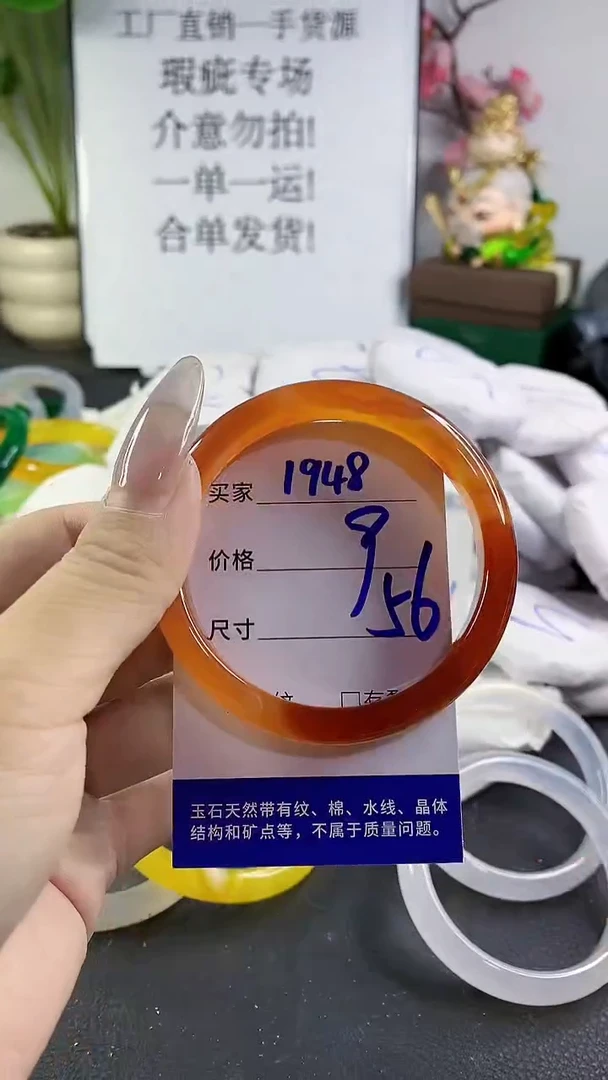 工厂直销一手货源
瑕疵专场
介意勿拍!
一单一运!
合单发货!
买家 1948
价格 9
尺寸 56
纹 □有
玉石天然带有纹、棉、水线、晶体
结构和矿点等，不属于质量问题。